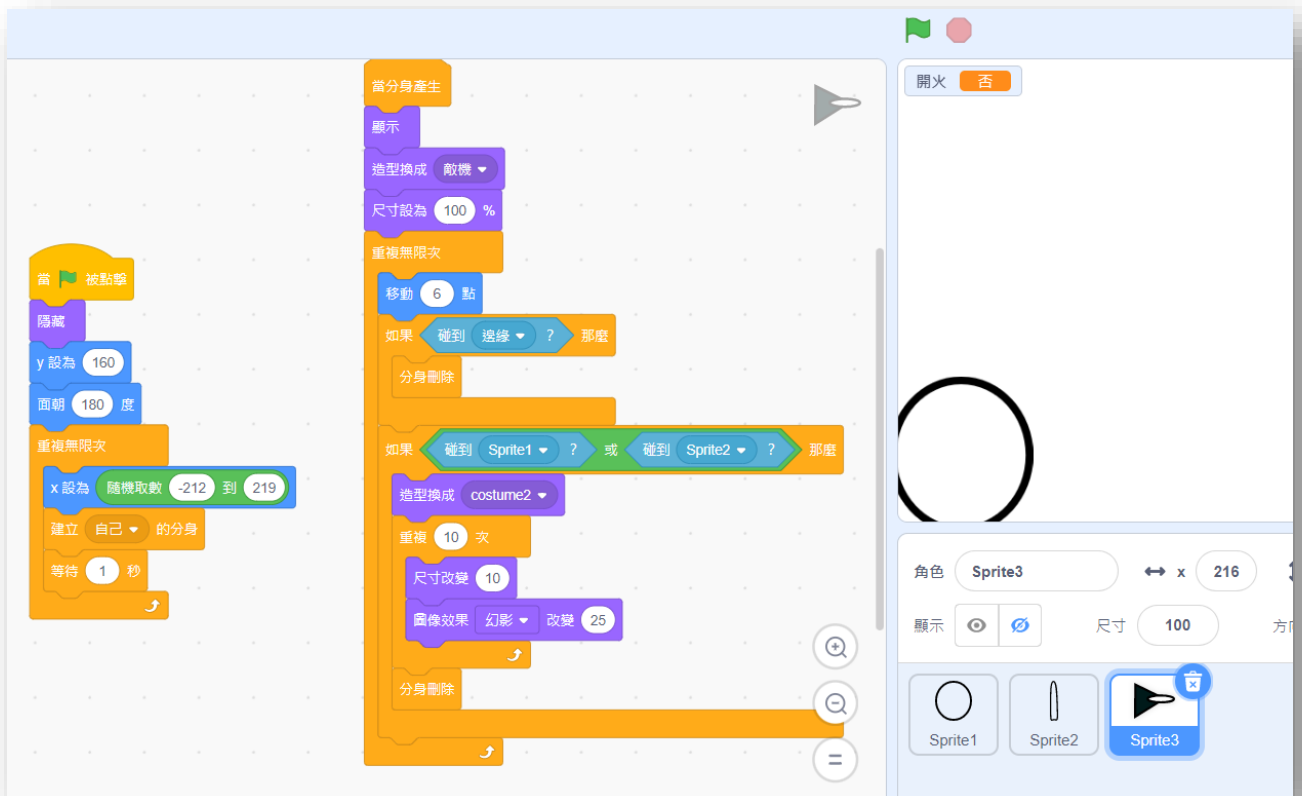 當 被點擊
隱藏
y 設為 160
面朝 180 度
重複無限次
x 設為 隨機取數 -212 到 219
建立 自己 的分身
等待 1 秒
當分身產生
顯示
造型換成 敵機
尺寸設為 100 %
重複無限次
移動 6 點
如果 碰到 邊緣 ? 那麼
分身刪除
如果 碰到 Sprite1 ? 或 碰到 Sprite2 ? 那麼
造型換成 costume2
重複 10 次
尺寸改變 10
圖像效果 幻影 改變 25
分身刪除
開火 否
角色 Sprite3 x 216
顯示 尺寸 100 方向
Sprite1 Sprite2 Sprite3